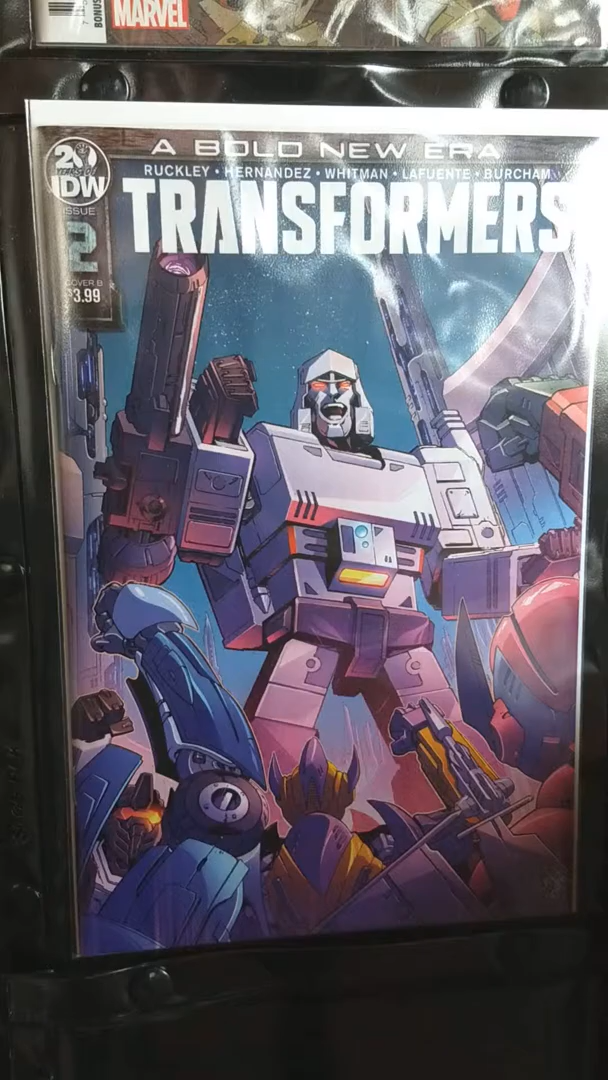 BONUS
MARVEL
A BOLD NEW ERA
20
YEARS OF
IDW
RUCKLEY • HERNANDEZ • WHITMAN • LAFUENTE • BURCHAM
TRANSFORMERS
ISSUE
2
COVER B
$3.99